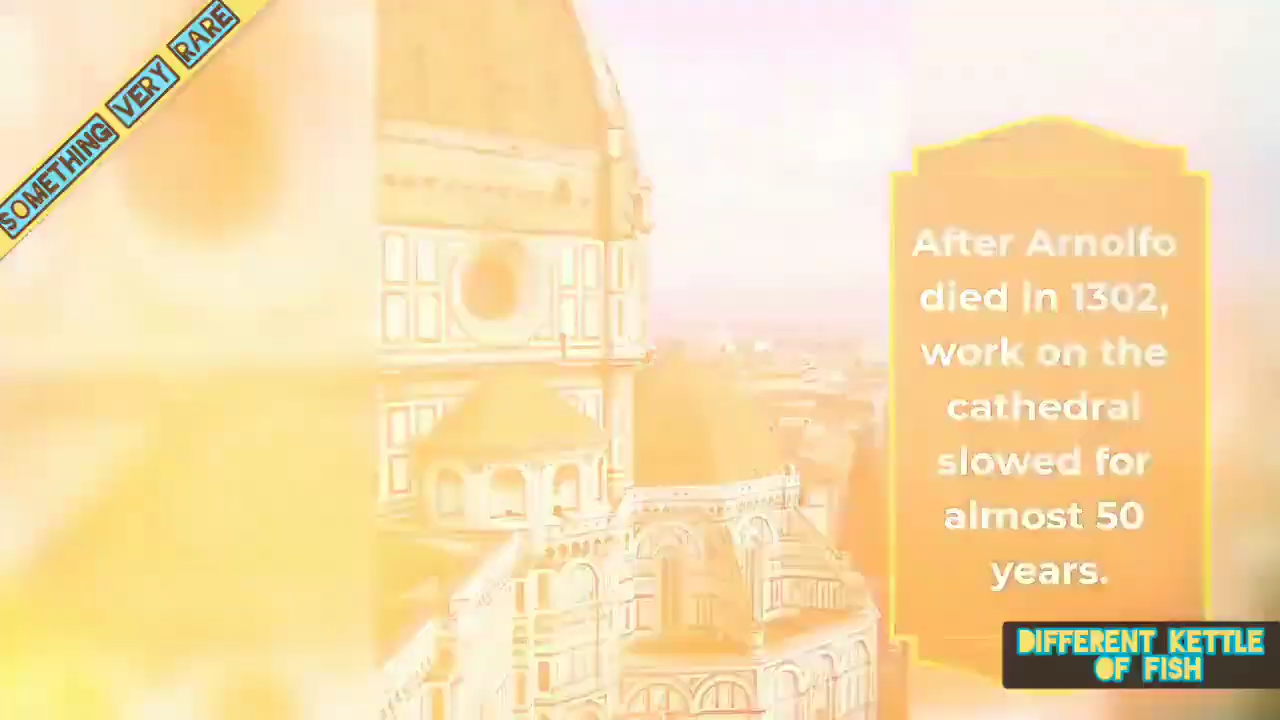 SOMETHING VERY RARE
After Arnolfo
died in 1302,
work on the
cathedral
slowed for
almost 50
years.
DIFFERENT KETTLE
OF FISH